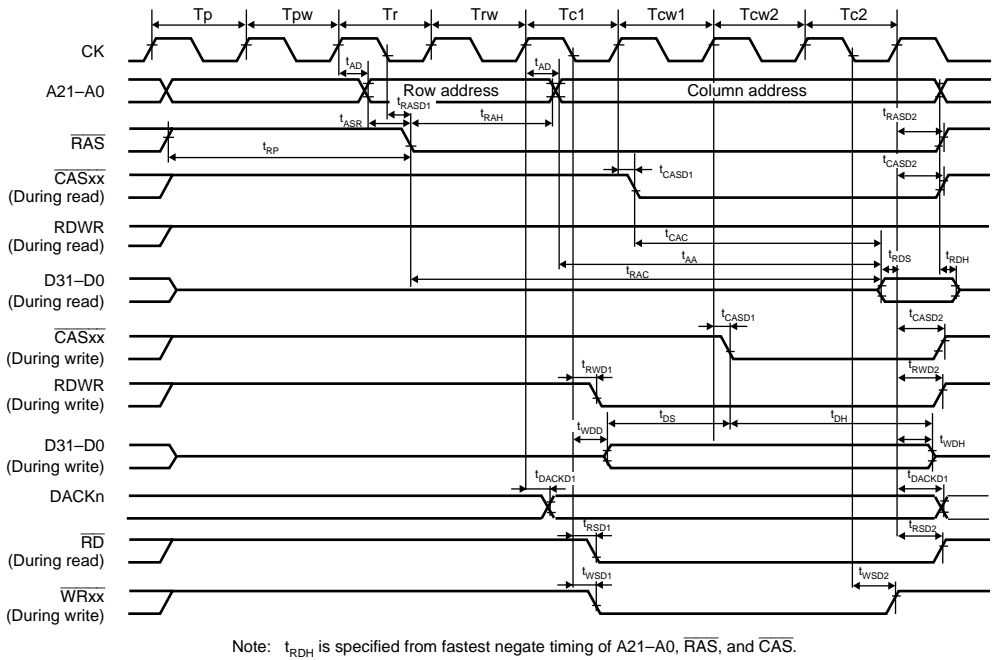 Tp Tpw Tr Trw Tc1 Tcw1 Tcw2 Tc2
CK
tAD tAD
A21–A0 Row address Column address
tRASD1 tRASD2
tASR tRAH
RAS
tRP
tCASD2
CASxx
(During read)
tCASD1
RDWR
(During read)
tCAC
tAA
tRDS
tRDH
tRAC
D31–D0
(During read)
tCASD1 tCASD2
CASxx
(During write)
tRWD1 tRWD2
RDWR
(During write)
tDS tDH
tWDD tWDH
D31–D0
(During write)
tDACKD1 tDACKD1
DACKn
tRSD1 tRSD2
RD
(During read)
tWSD1 tWSD2
WRxx
(During write)
Note: tRDH is specified from fastest negate timing of A21–A0, RAS, and CAS.